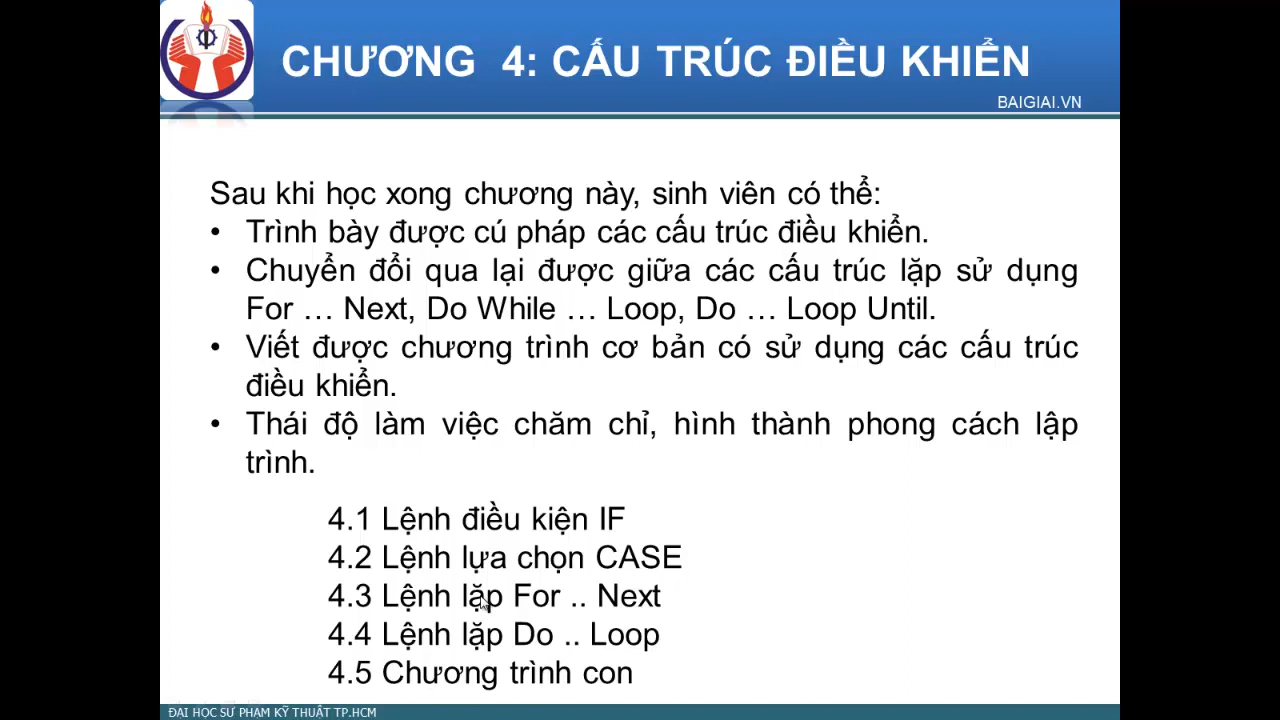 CHƯƠNG 4: CẤU TRÚC ĐIỀU KHIỂN
BAIGIAI.VN
Sau khi học xong chương này, sinh viên có thể:
• Trình bày được cú pháp các cấu trúc điều khiển.
• Chuyển đổi qua lại được giữa các cấu trúc lặp sử dụng
For … Next, Do While … Loop, Do … Loop Until.
• Viết được chương trình cơ bản có sử dụng các cấu trúc
điều khiển.
• Thái độ làm việc chăm chỉ, hình thành phong cách lập
trình.
4.1 Lệnh điều kiện IF
4.2 Lệnh lựa chọn CASE
4.3 Lệnh lặp For .. Next
4.4 Lệnh lặp Do .. Loop
4.5 Chương trình con
ĐẠI HỌC SƯ PHẠM KỸ THUẬT TP.HCM